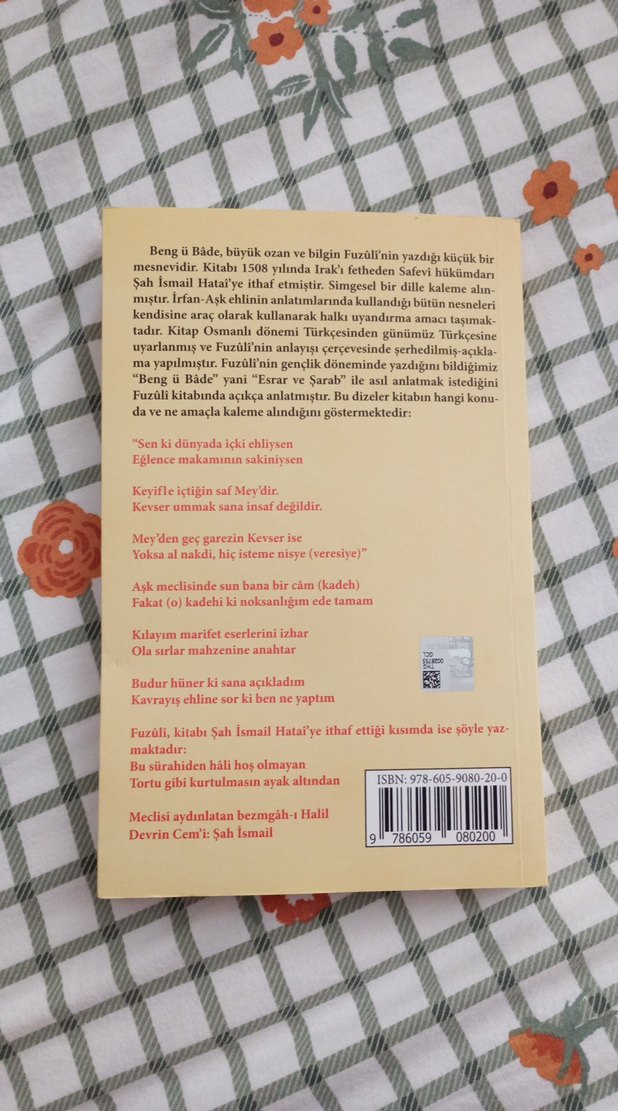 Beng ü Bâde, büyük ozan ve bilgin Fuzûlî’nin yazdığı küçük bir
mesnevidir. Kitabı 1508 yılında Irak’ı fetheden Safevî hükümdarı
Şah İsmail Hataî’ye ithaf etmiştir. Simgesel bir dille kaleme alın-
mıştır. İrfan-Aşk ehlinin anlatımlarında kullandığı bütün nesneleri
kendisine araç olarak kullanarak halkı uyandırma amacı taşımak-
tadır. Kitap Osmanlı dönemi Türkçesinden günümüz Türkçesine
uyarlanmış ve Fuzûlî’nin anlayışı çerçevesinde şerhedilmiş-açıkla-
ma yapılmıştır. Fuzûlî’nin gençlik döneminde yazdığını bildiğimiz
“Beng ü Bâde” yani “Esrar ve Şarab” ile asıl anlatmak istediğini
Fuzûlî kitabında açıkça anlatmıştır. Bu dizeler kitabın hangi konu-
da ve ne amaçla kaleme alındığını göstermektedir:
“Sen ki dünyada içki ehliysen
Eğlence makamının sakiniysen
Keyifle içtiğin saf Mey’dir.
Kevser ummak sana insaf değildir.
Mey’den geç garezin Kevser ise
Yoksa al nakdi, hiç isteme nisye (veresiye)”
Aşk meclisinde sun bana bir câm (kadeh)
Fakat (o) kadehi ki noksanlığım ede tamam
Kılayım marifet eserlerini izhar
Ola sırlar mahzenine anahtar
Budur hüner ki sana açıkladım
Kavrayış ehline sor ki ben ne yaptım
Fuzûlî, kitabı Şah İsmail Hataî’ye ithaf ettiği kısımda ise şöyle yaz-
maktadır:
Bu sürahiden hâli hoş olmayan
Tortu gibi kurtulmasın ayak altından
Meclisi aydınlatan bezmgâh-ı Halil
Devrin Cem’i: Şah İsmail
THG
0028793
GCL
ISBN: 978-605-9080-20-0
9 786059 080200